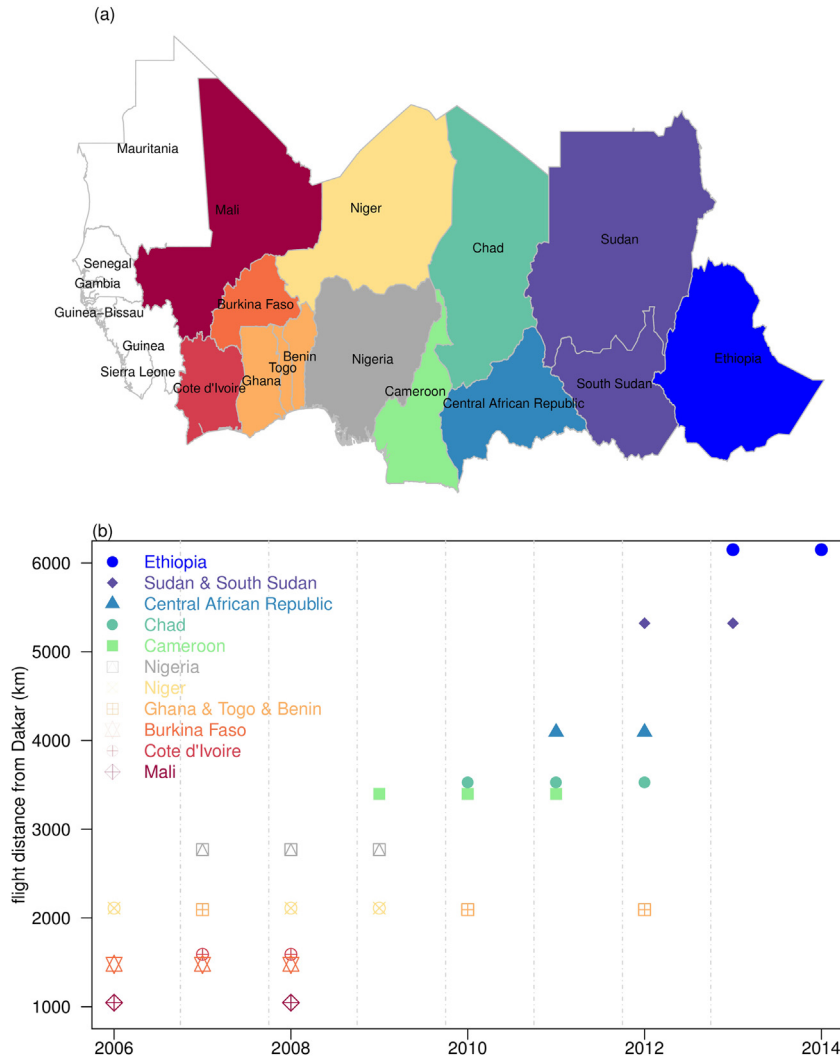 (a)
Mauritania
Mali
Niger
Chad
Sudan
Senegal
Gambia
Burkina Faso
Guinea-Bissau
Guinea
Benin
Nigeria
Ethiopia
Togo
Sierra Leone
Ghana
Cote d'Ivoire
South Sudan
Cameroon
Central African Republic
(b)
flight distance from Dakar (km)
6000
5000
4000
3000
2000
1000
Ethiopia
Sudan & South Sudan
Central African Republic
Chad
Cameroon
Nigeria
Niger
Ghana & Togo & Benin
Burkina Faso
Cote d'Ivoire
Mali
2006 2008 2010 2012 2014